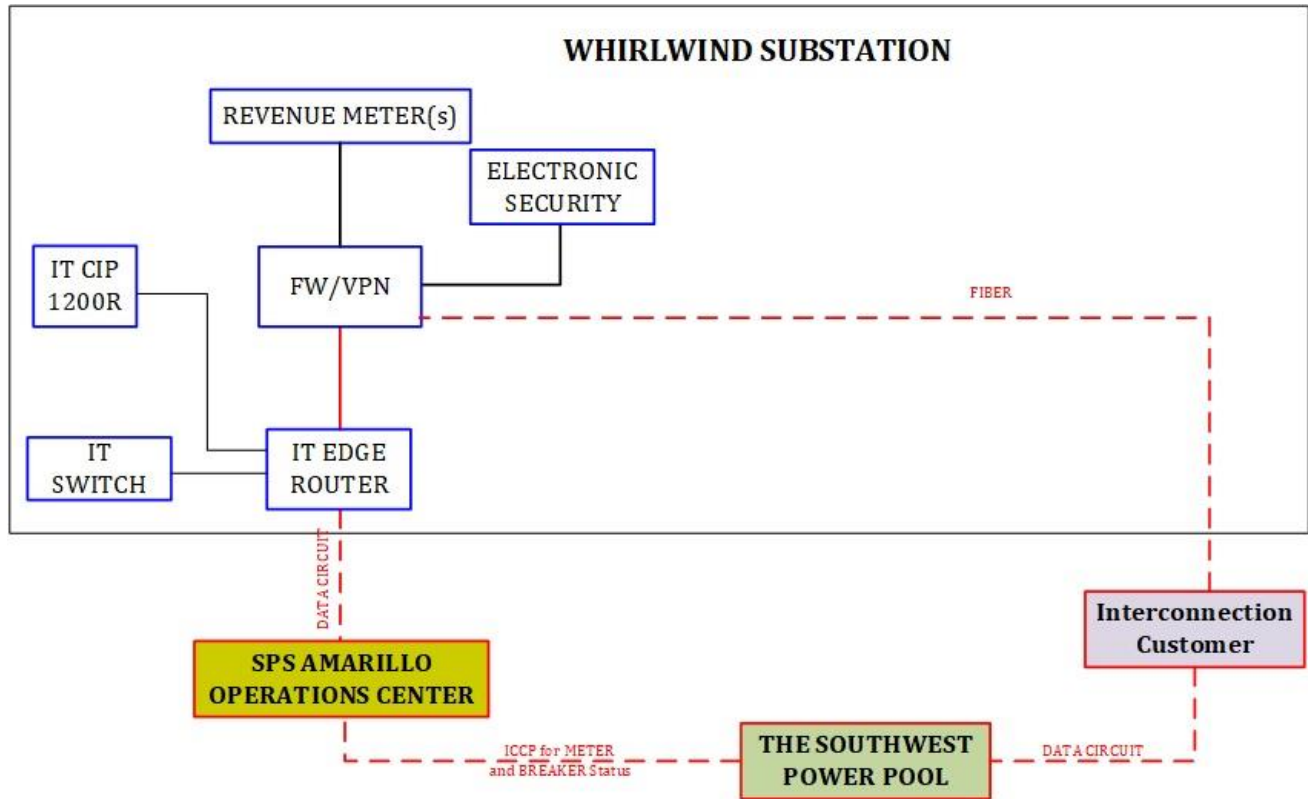 WHIRLWIND SUBSTATION
REVENUE METER(s)
ELECTRONIC
SECURITY
IT CIP
1200R
FW/VPN
FIBER
IT
SWITCH
IT EDGE
ROUTER
DATA CIRCUIT
Interconnection
Customer
SPS AMARILLO
OPERATIONS CENTER
ICCP for METER
and BREAKER Status
THE SOUTHWEST
POWER POOL
DATA CIRCUIT